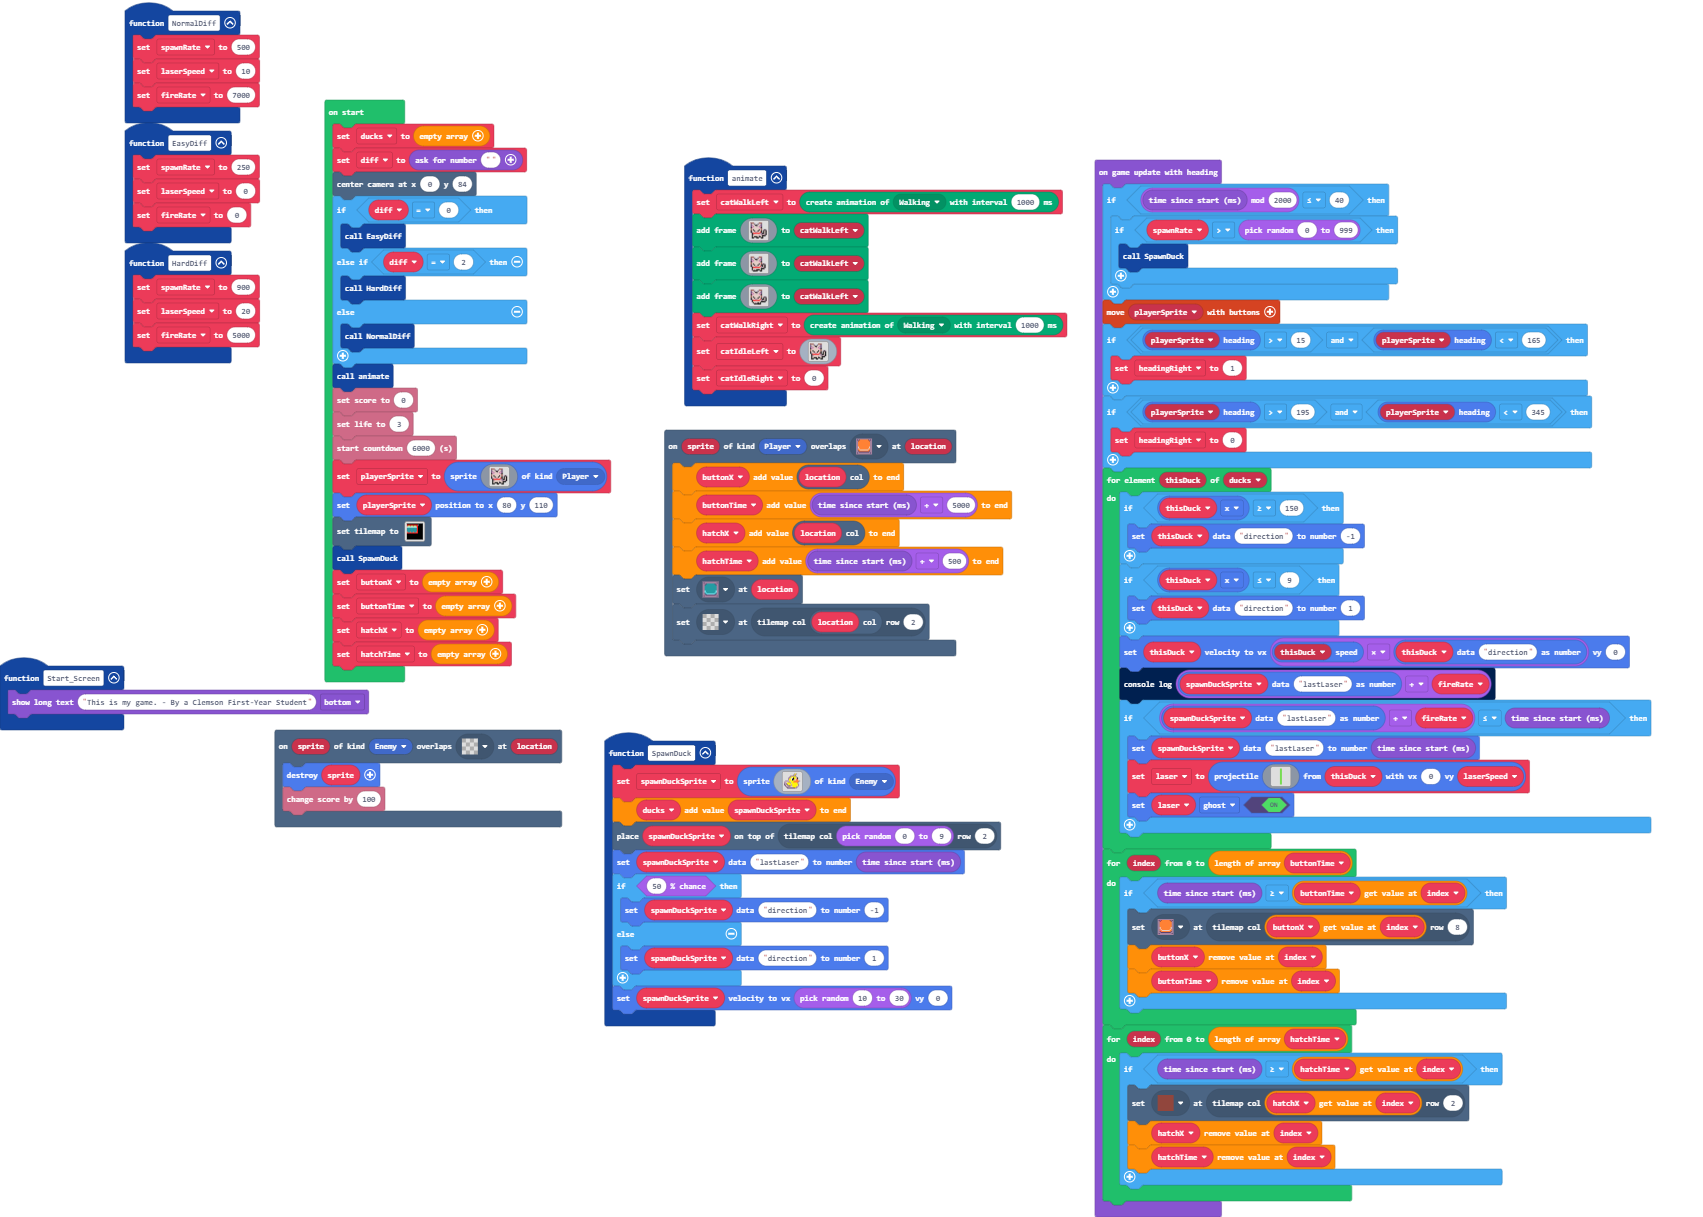 function NormalDiff
set spawnRate to 500
set laserSpeed to 10
set fireRate to 7000
function EasyDiff
set spawnRate to 250
set laserSpeed to 0
set fireRate to 0
function HardDiff
set spawnRate to 900
set laserSpeed to 20
set fireRate to 5000
on start
set ducks to empty array
set diff to ask for number " "
center camera at x 0 y 84
if diff = 0 then
call EasyDiff
else if diff = 2 then
call HardDiff
else
call NormalDiff
call animate
set score to 0
set life to 3
start countdown 6000 (s)
set playerSprite to sprite of kind Player
set playerSprite position to x 80 y 110
set tilemap to
call SpawnDuck
set buttonX to empty array
set buttonTime to empty array
set hatchX to empty array
set hatchTime to empty array
function Start_Screen
show long text "This is my game. - By a Clemson First-Year Student" bottom
on sprite of kind Enemy overlaps at location
destroy sprite
change score by 100
function animate
set catWalkLeft to create animation of Walking with interval 1000 ms
add frame to catWalkLeft
add frame to catWalkLeft
add frame to catWalkLeft
set catWalkRight to create animation of Walking with interval 1000 ms
set catIdleLeft to
set catIdleRight to 0
on sprite of kind Player overlaps at location
buttonX add value location col to end
buttonTime add value time since start (ms) + 5000 to end
hatchX add value location col to end
hatchTime add value time since start (ms) + 500 to end
set at location
set at tilemap col location col row 2
function SpawnDuck
set spawnDuckSprite to sprite of kind Enemy
ducks add value spawnDuckSprite to end
place spawnDuckSprite on top of tilemap col pick random 0 to 9 row 2
set spawnDuckSprite data "lastLaser" to number time since start (ms)
if 50 % chance then
set spawnDuckSprite data "direction" to number -1
else
set spawnDuckSprite data "direction" to number 1
set spawnDuckSprite velocity to vx pick random 10 to 30 vy 0
on game update with heading
if time since start (ms) mod 2000 ≤ 40 then
if spawnRate > pick random 0 to 999 then
call SpawnDuck
move playerSprite with buttons
if playerSprite heading > 15 and playerSprite heading < 165 then
set headingRight to 1
if playerSprite heading > 195 and playerSprite heading < 345 then
set headingRight to 0
for element thisDuck of ducks
do
if thisDuck x ≥ 150 then
set thisDuck data "direction" to number -1
if thisDuck x ≤ 9 then
set thisDuck data "direction" to number 1
set thisDuck velocity to vx thisDuck speed × thisDuck data "direction" as number vy 0
console log spawnDuckSprite data "lastLaser" as number + fireRate
if spawnDuckSprite data "lastLaser" as number + fireRate ≤ time since start (ms) then
set spawnDuckSprite data "lastLaser" to number time since start (ms)
set laser to projectile from thisDuck with vx 0 vy laserSpeed
set laser ghost ON
for index from 0 to length of array buttonTime
do
if time since start (ms) ≥ buttonTime get value at index then
set at tilemap col buttonX get value at index row 8
buttonX remove value at index
buttonTime remove value at index
for index from 0 to length of array hatchTime
do
if time since start (ms) ≥ hatchTime get value at index then
set at tilemap col hatchX get value at index row 2
hatchX remove value at index
hatchTime remove value at index